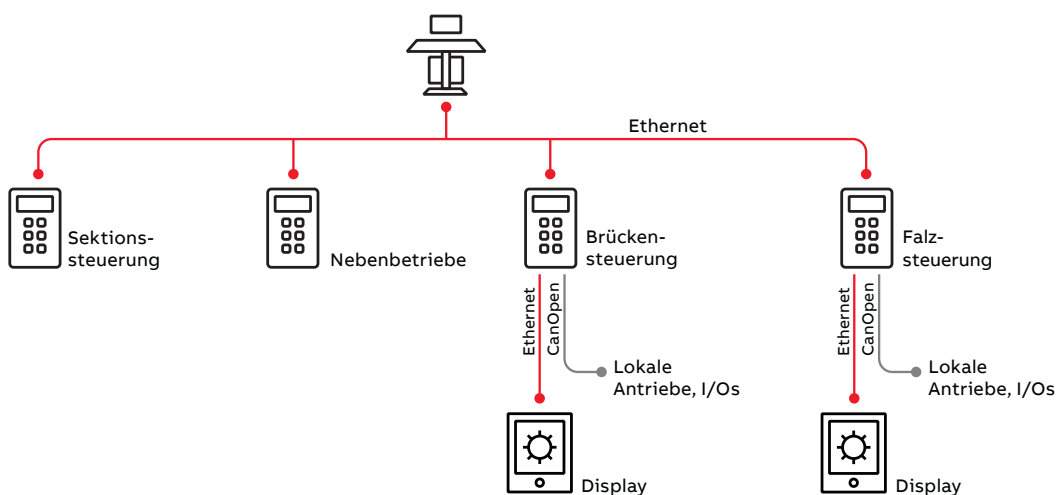 Ethernet
Sektions-
steuerung
Nebenbetriebe
Brücken-
steuerung
Falz-
steuerung
Ethernet
CanOpen
Lokale
Antriebe, I/Os
Ethernet
CanOpen
Lokale
Antriebe, I/Os
Display
Display